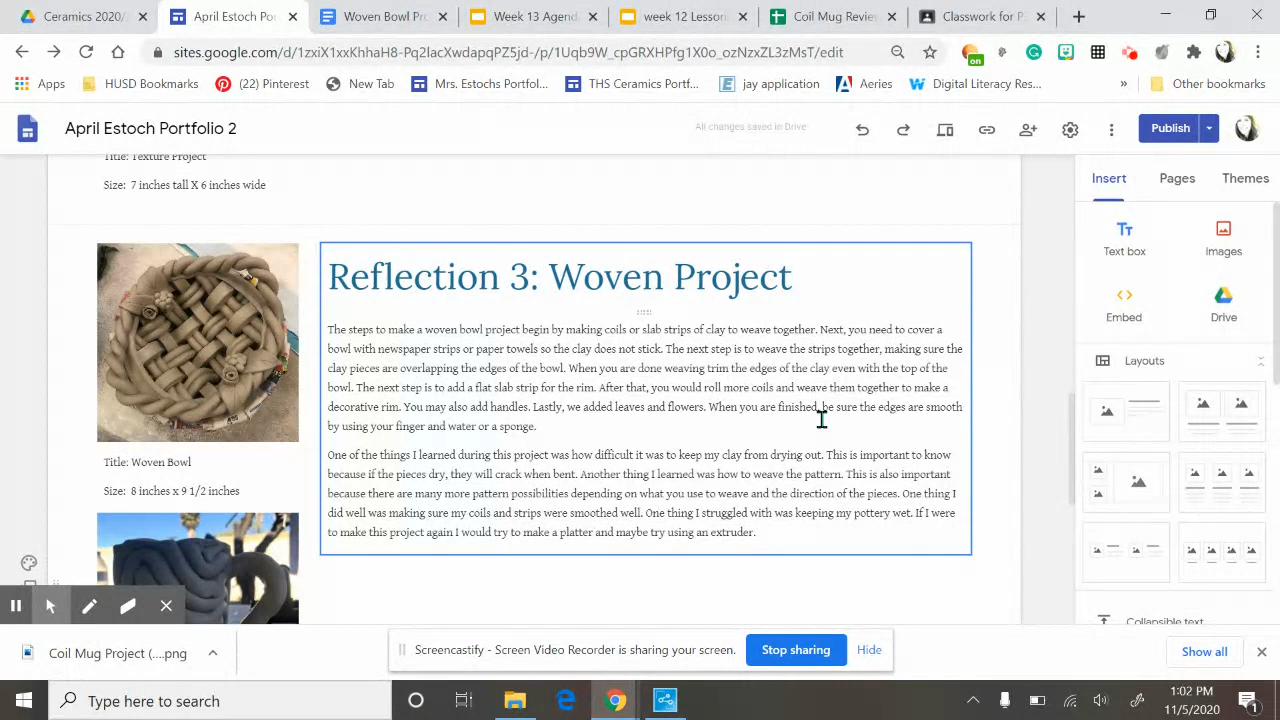 Ceramics 2020/
April Estoch Port
Woven Bowl Pr
Week 13 Agend
week 12 Lesson
Coil Mug Review
Classwork for P
sites.google.com/d/1zxiX1xxKhhaH8-Pq2lacXwdapqPZ5jd-/p/1Uqb9W_cpGRXHPfg1X0o_ozNzxZL3zMsT/edit
on
Apps
HUSD Bookmarks
(22) Pinterest
New Tab
Mrs. Estochs Portfol...
THS Ceramics Portf...
jay application
Aeries
Digital Literacy Res...
Other bookmarks
April Estoch Portfolio 2
All changes saved in Drive
Publish
Title: Texture Project
Size: 7 inches tall X 6 inches wide
Insert
Pages
Themes
Text box
Images
Embed
Drive
Layouts
Collapsible text
Reflection 3: Woven Project
The steps to make a woven bowl project begin by making coils or slab strips of clay to weave together. Next, you need to cover a
bowl with newspaper strips or paper towels so the clay does not stick. The next step is to weave the strips together, making sure the
clay pieces are overlapping the edges of the bowl. When you are done weaving trim the edges of the clay even with the top of the
bowl. The next step is to add a flat slab strip for the rim. After that, you would roll more coils and weave them together to make a
decorative rim. You may also add handles. Lastly, we added leaves and flowers. When you are finished, be sure the edges are smooth
by using your finger and water or a sponge.
One of the things I learned during this project was how difficult it was to keep my clay from drying out. This is important to know
because if the pieces dry, they will crack when bent. Another thing I learned was how to weave the pattern. This is also important
because there are many more pattern possibilities depending on what you use to weave and the direction of the pieces. One thing I
did well was making sure my coils and strips were smoothed well. One thing I struggled with was keeping my pottery wet. If I were
to make this project again I would try to make a platter and maybe try using an extruder.
Title: Woven Bowl
Size: 8 inches x 9 1/2 inches
Coil Mug Project (....png
Screencastify - Screen Video Recorder is sharing your screen.
Stop sharing
Hide
Show all
Type here to search
1:02 PM
11/5/2020
1